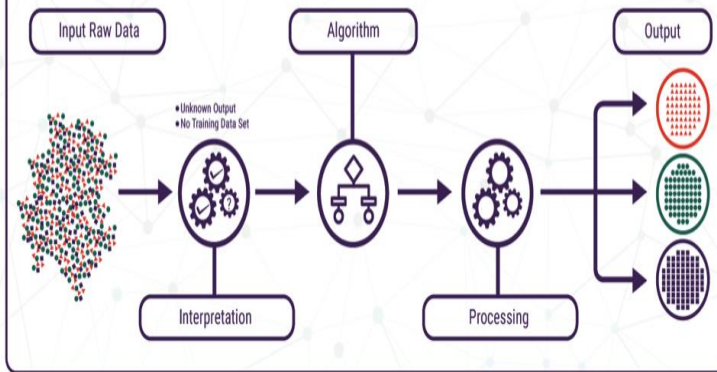 Input Raw Data
Algorithm
Output
• Unknown Output
• No Training Data Set
?
Interpretation
Processing